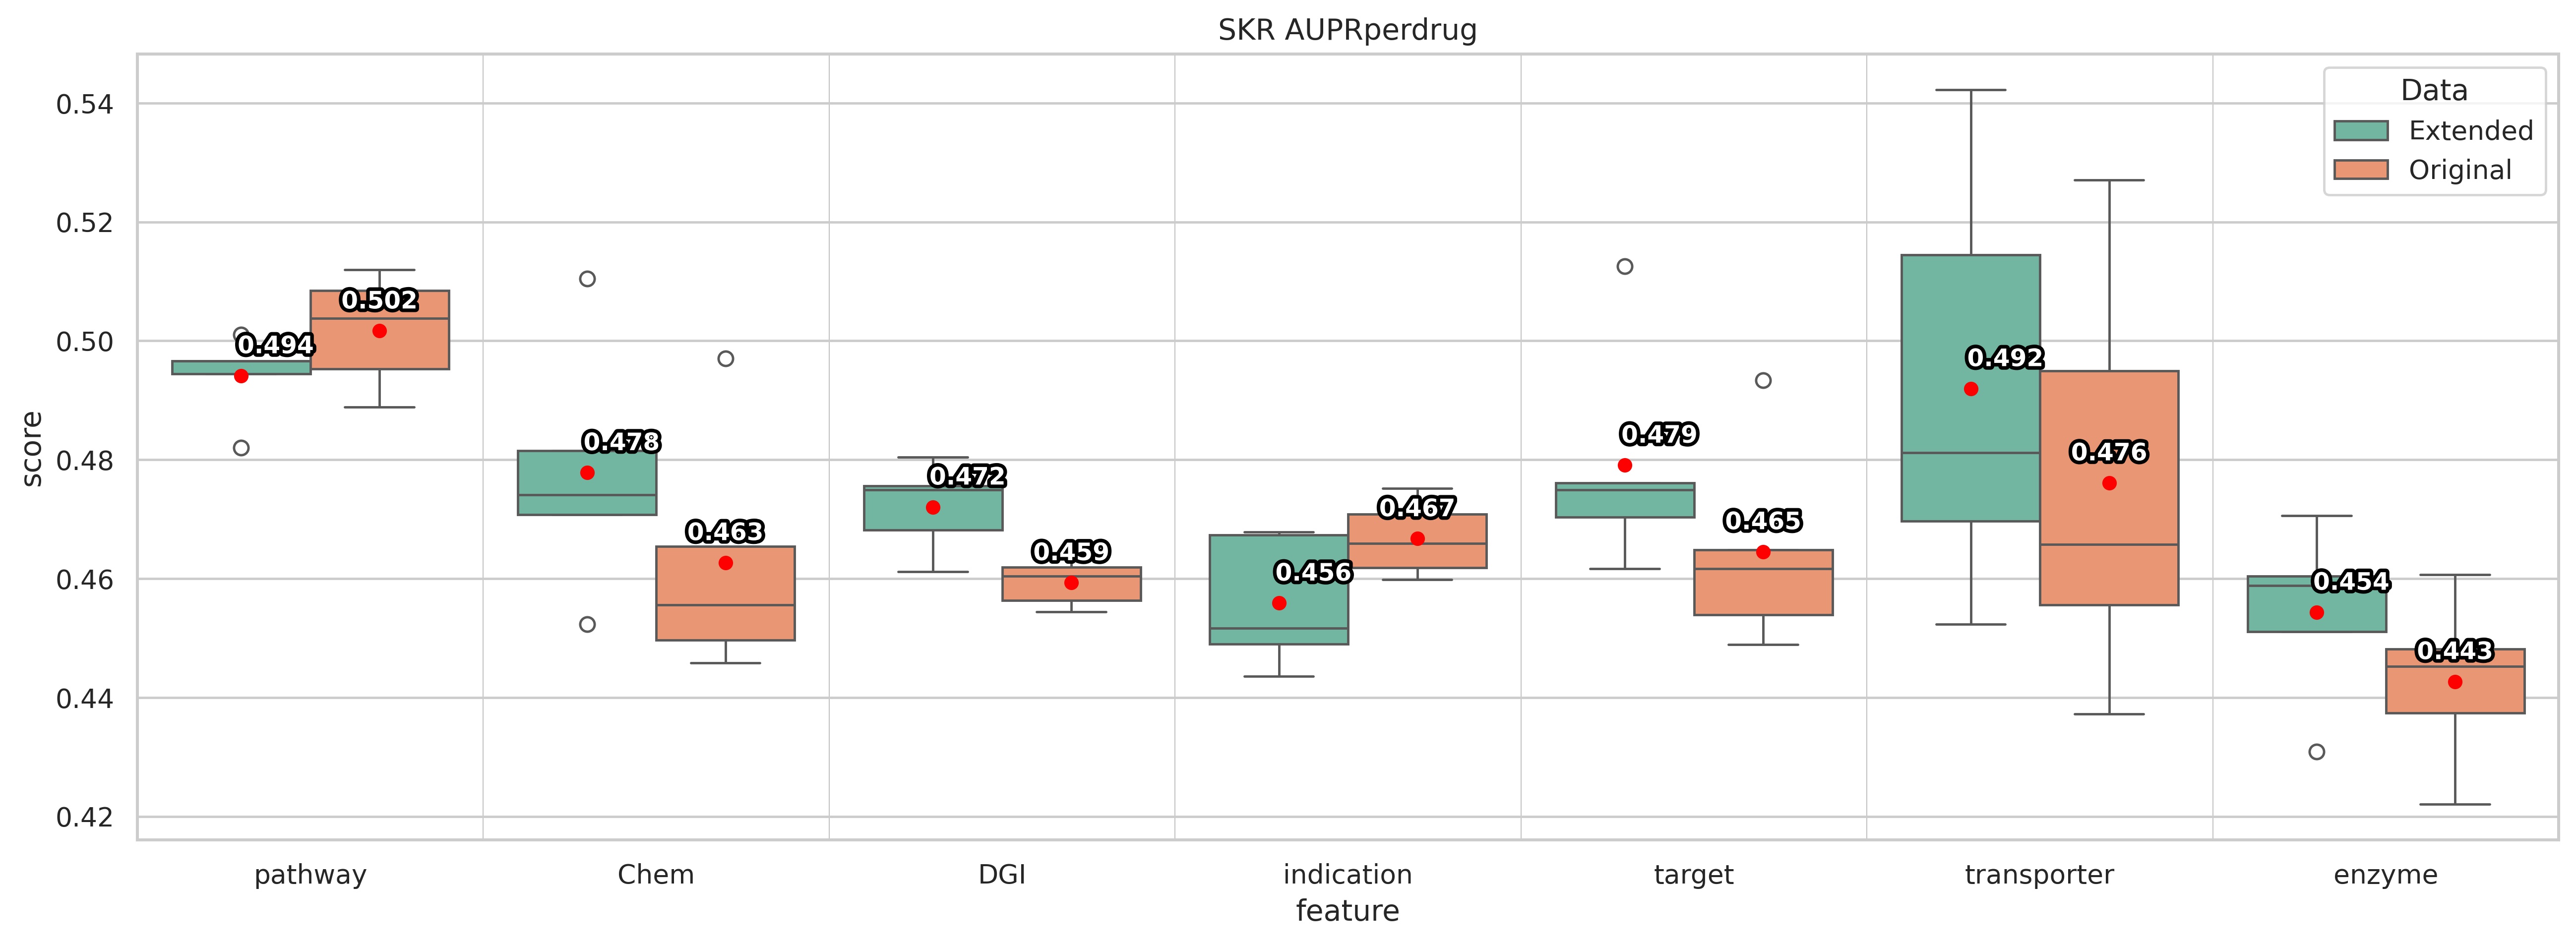 SKR AUPRperdrug
score
0.54
0.52
0.50
0.48
0.46
0.44
0.42
Data
Extended
Original
0.494
0.502
0.478
0.463
0.472
0.459
0.456
0.467
0.479
0.465
0.492
0.476
0.454
0.443
pathway
Chem
DGI
indication
target
transporter
enzyme
feature